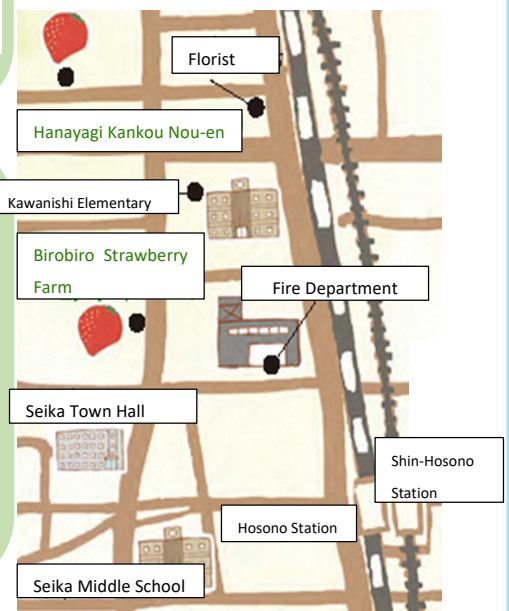 Florist
Hanayagi Kankou Nou-en
Kawanishi Elementary
Birobiro Strawberry
Farm
Fire Department
Seika Town Hall
Shin-Hosono
Station
Hosono Station
Seika Middle School